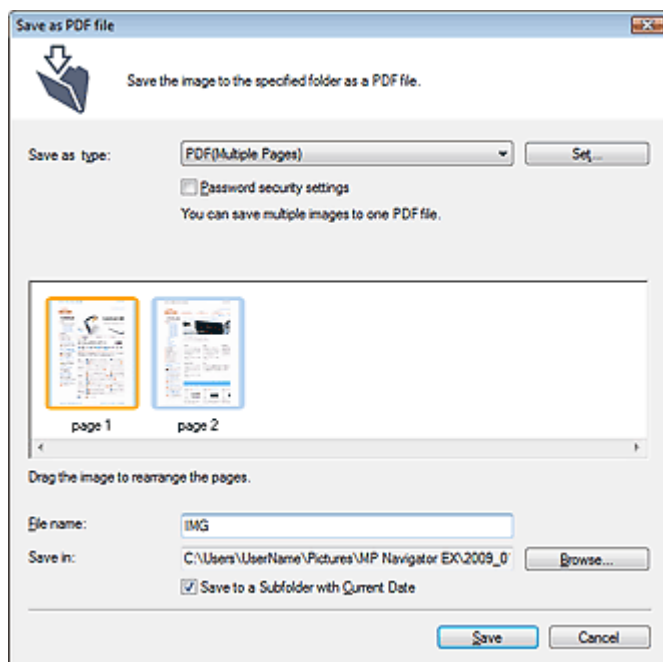 Save as PDF file
Save the image to the specified folder as a PDF file.
Save as type: PDF(Multiple Pages) Set...
Password security settings
You can save multiple images to one PDF file.
page 1 page 2
Drag the image to rearrange the pages.
File name: IMG
Save in: C:\Users\UserName\Pictures\MP Navigator EX\2009_0 Browse...
Save to a Subfolder with Current Date
Save Cancel